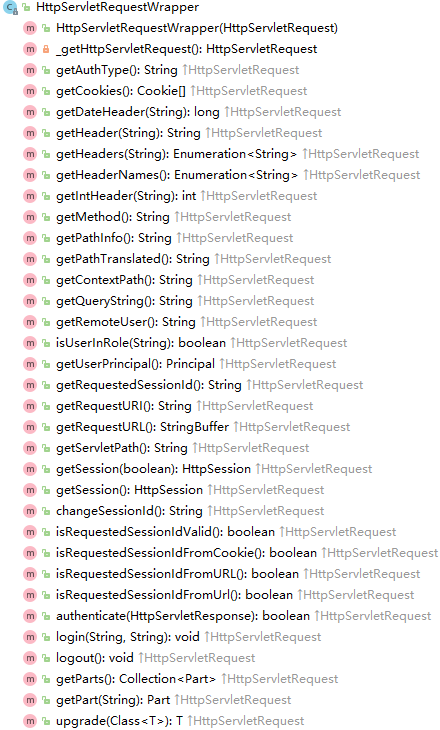 HttpServletRequestWrapper
HttpServletRequestWrapper(HttpServletRequest)
_getHttpServletRequest(): HttpServletRequest
getAuthType(): String ↑HttpServletRequest
getCookies(): Cookie[] ↑HttpServletRequest
getDateHeader(String): long ↑HttpServletRequest
getHeader(String): String ↑HttpServletRequest
getHeaders(String): Enumeration<String> ↑HttpServletRequest
getHeaderNames(): Enumeration<String> ↑HttpServletRequest
getIntHeader(String): int ↑HttpServletRequest
getMethod(): String ↑HttpServletRequest
getPathInfo(): String ↑HttpServletRequest
getPathTranslated(): String ↑HttpServletRequest
getContextPath(): String ↑HttpServletRequest
getQueryString(): String ↑HttpServletRequest
getRemoteUser(): String ↑HttpServletRequest
isUserInRole(String): boolean ↑HttpServletRequest
getUserPrincipal(): Principal ↑HttpServletRequest
getRequestedSessionId(): String ↑HttpServletRequest
getRequestURI(): String ↑HttpServletRequest
getRequestURL(): StringBuffer ↑HttpServletRequest
getServletPath(): String ↑HttpServletRequest
getSession(boolean): HttpSession ↑HttpServletRequest
getSession(): HttpSession ↑HttpServletRequest
changeSessionId(): String ↑HttpServletRequest
isRequestedSessionIdValid(): boolean ↑HttpServletRequest
isRequestedSessionIdFromCookie(): boolean ↑HttpServletRequest
isRequestedSessionIdFromURL(): boolean ↑HttpServletRequest
isRequestedSessionIdFromUrl(): boolean ↑HttpServletRequest
authenticate(HttpServletResponse): boolean ↑HttpServletRequest
login(String, String): void ↑HttpServletRequest
logout(): void ↑HttpServletRequest
getParts(): Collection<Part> ↑HttpServletRequest
getPart(String): Part ↑HttpServletRequest
upgrade(Class<T>): T ↑HttpServletRequest